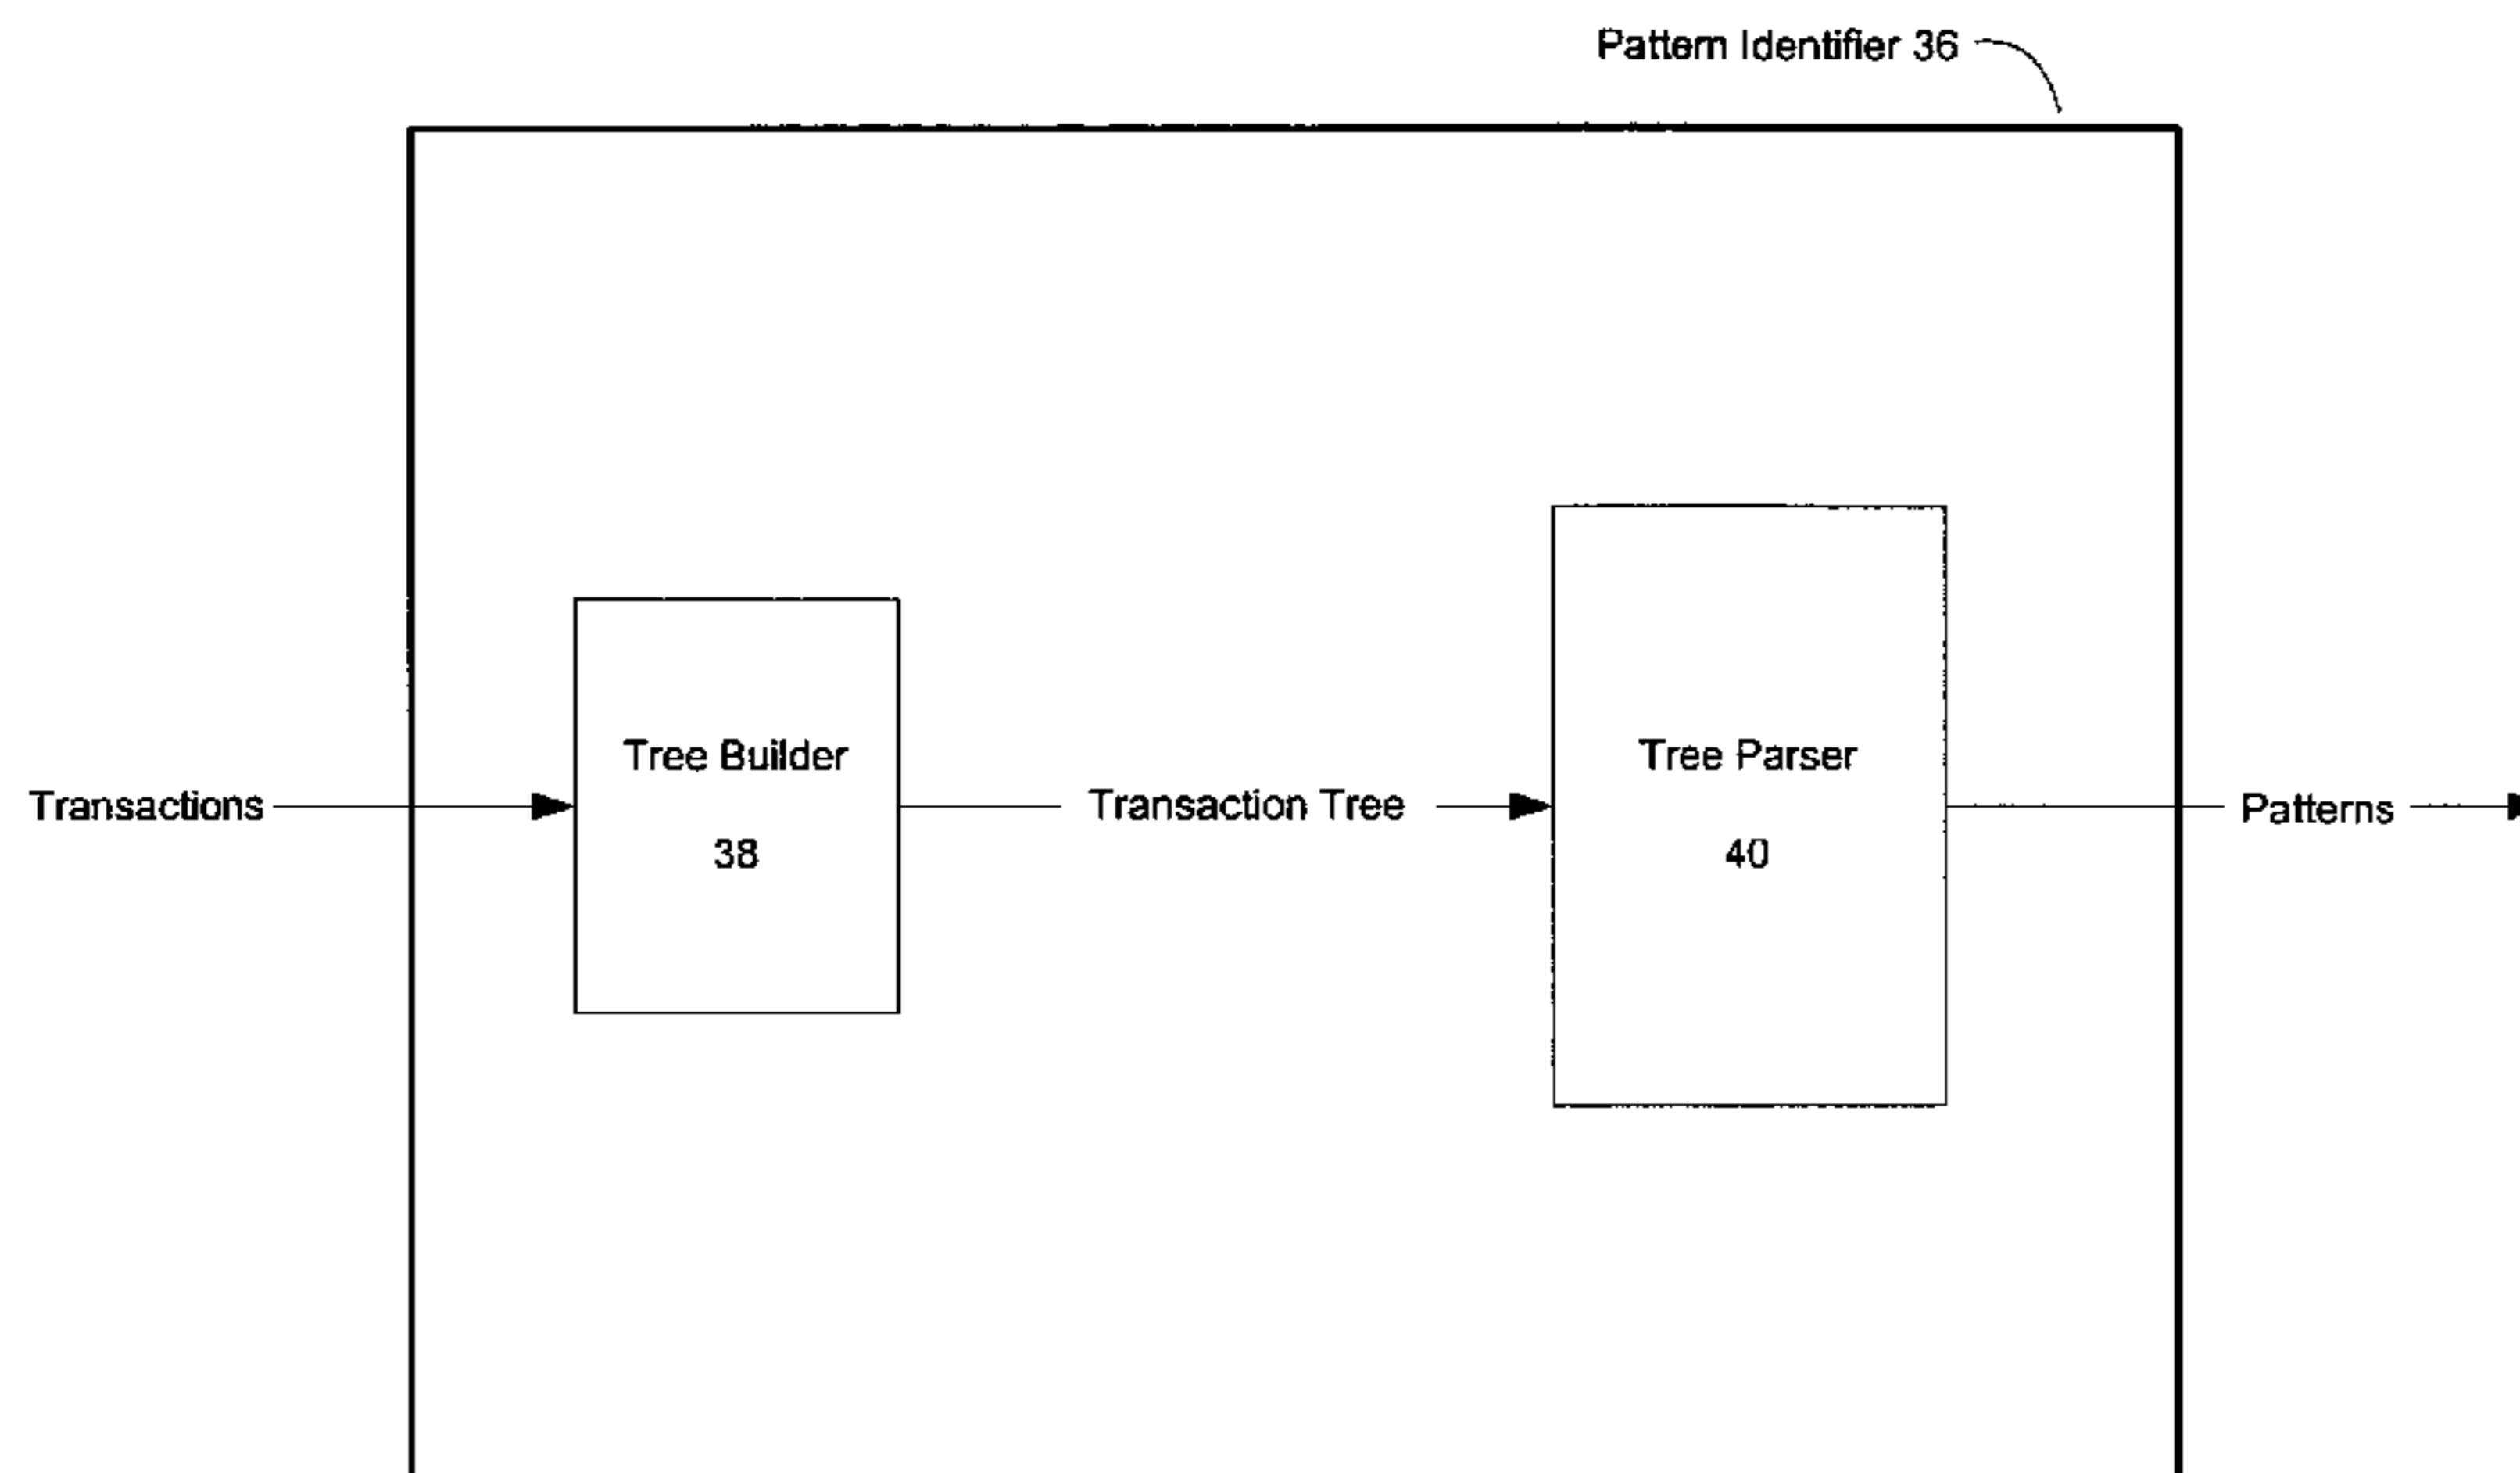 Pattern Identifier 36
Tree Builder
38
Tree Parser
40
Transactions
Transaction Tree
Patterns